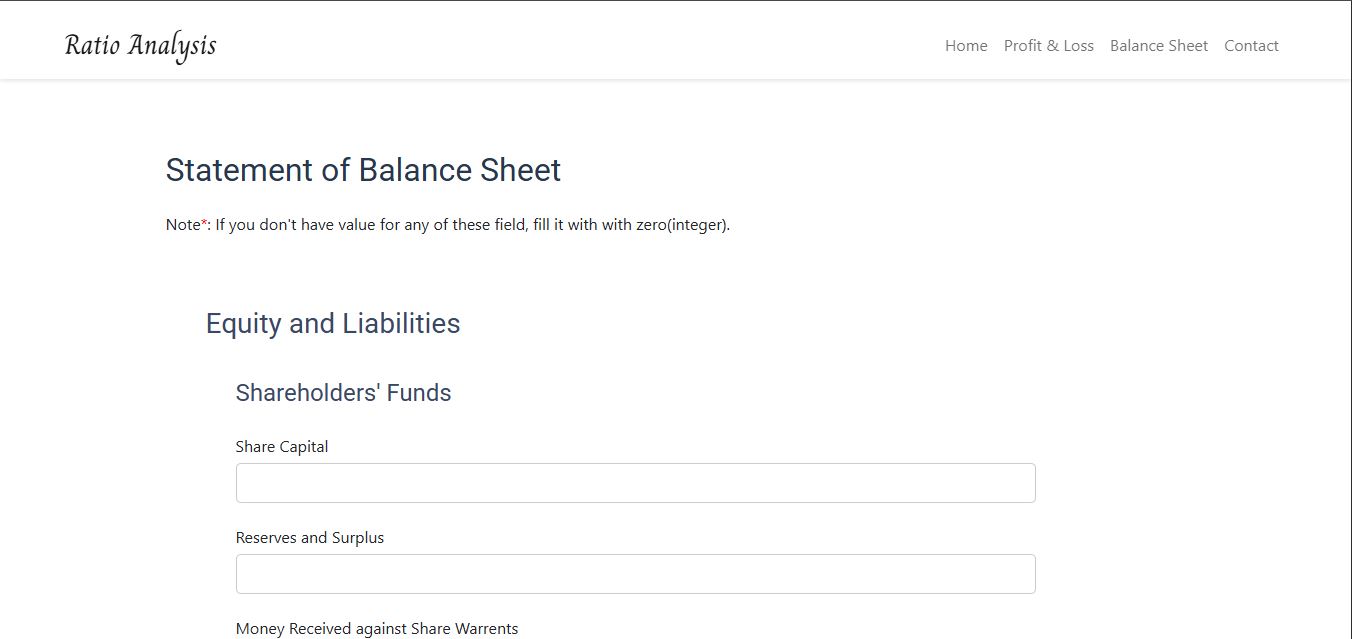 Ratio Analysis
Home Profit & Loss Balance Sheet Contact
Statement of Balance Sheet
Note*: If you don't have value for any of these field, fill it with with zero(integer).
Equity and Liabilities
Shareholders' Funds
Share Capital
Reserves and Surplus
Money Received against Share Warrents